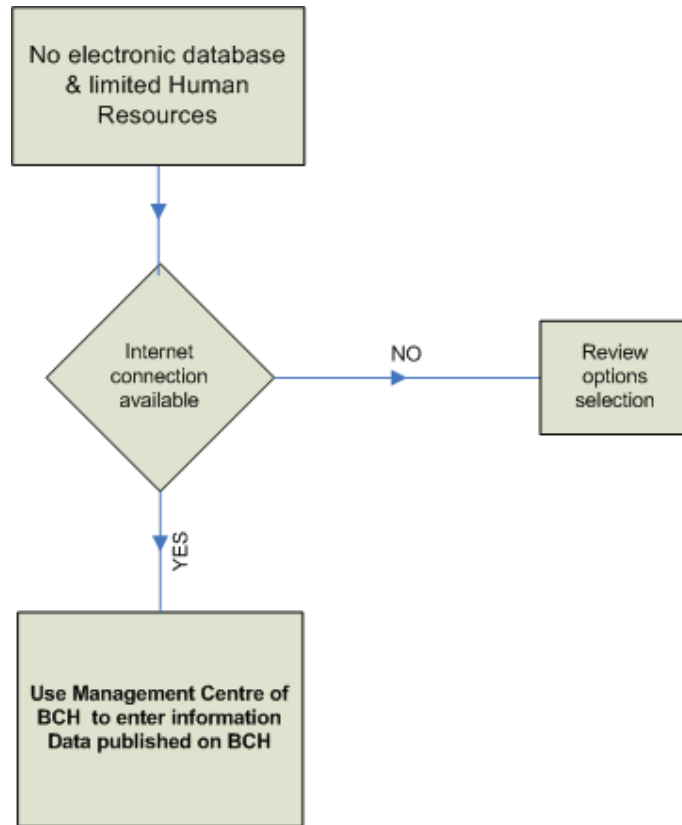 No electronic database
& limited Human
Resources
Internet
connection
available
NO
Review
options
selection
YES
Use Management Centre of
BCH to enter information
Data published on BCH